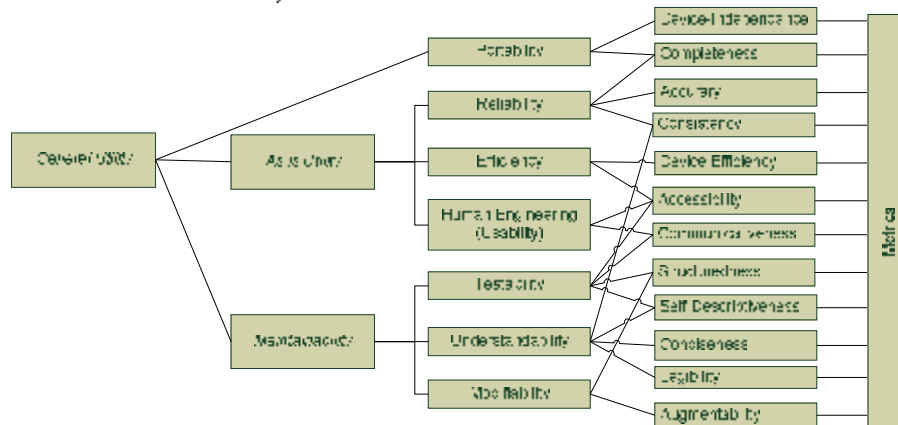 Device-Independence
Portability
Completeness
Reliability
Accuracy
Consistency
General Utility
As is Utility
Efficiency
Device Efficiency
Human Engineering
(Usability)
Accessibility
Communicativeness
Testability
Structuredness
Self Descriptiveness
Maintainability
Understandability
Conciseness
Legibility
Modifiability
Augmentability
Metrics